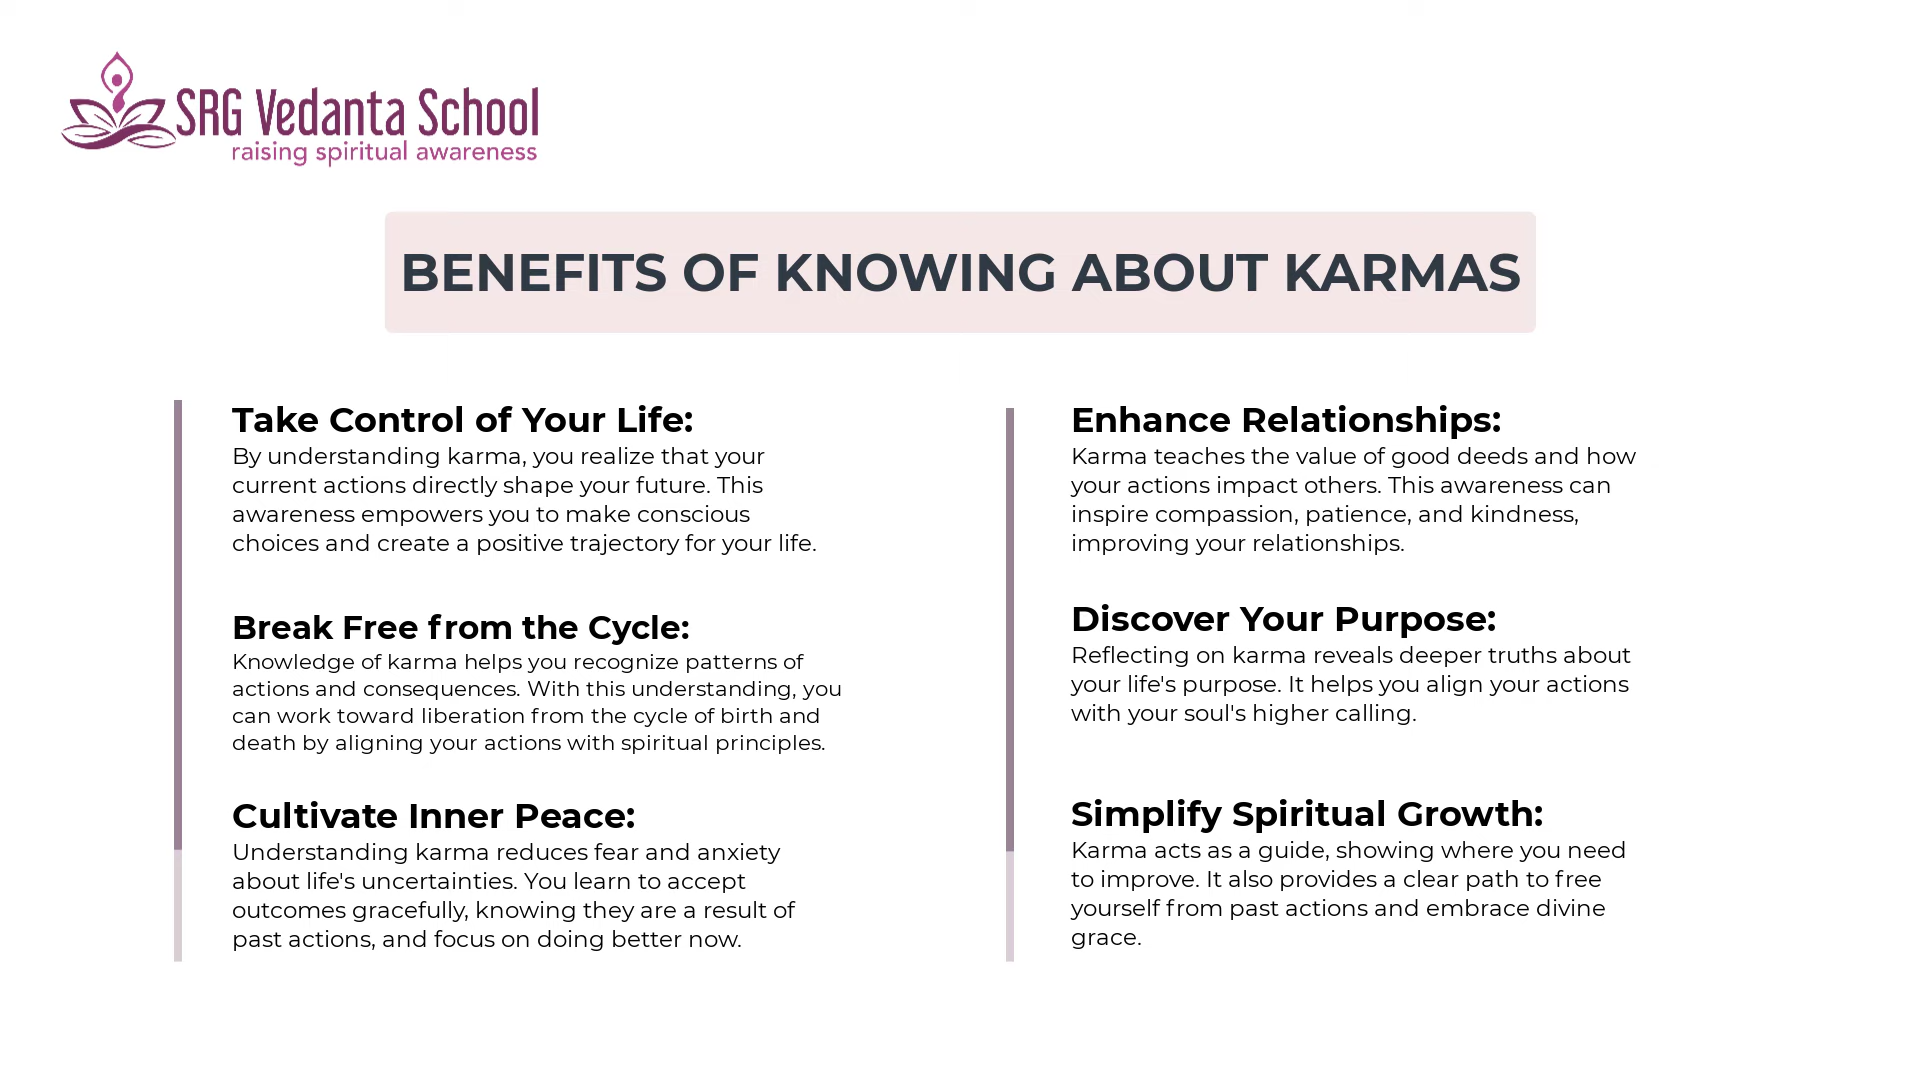 SRG Vedanta School
raising spiritual awareness
BENEFITS OF KNOWING ABOUT KARMAS
Take Control of Your Life:
By understanding karma, you realize that your
current actions directly shape your future. This
awareness empowers you to make conscious
choices and create a positive trajectory for your life.
Break Free from the Cycle:
Knowledge of karma helps you recognize patterns of
actions and consequences. With this understanding, you
can work toward liberation from the cycle of birth and
death by aligning your actions with spiritual principles.
Cultivate Inner Peace:
Understanding karma reduces fear and anxiety
about life's uncertainties. You learn to accept
outcomes gracefully, knowing they are a result of
past actions, and focus on doing better now.
Enhance Relationships:
Karma teaches the value of good deeds and how
your actions impact others. This awareness can
inspire compassion, patience, and kindness,
improving your relationships.
Discover Your Purpose:
Reflecting on karma reveals deeper truths about
your life's purpose. It helps you align your actions
with your soul's higher calling.
Simplify Spiritual Growth:
Karma acts as a guide, showing where you need
to improve. It also provides a clear path to free
yourself from past actions and embrace divine
grace.